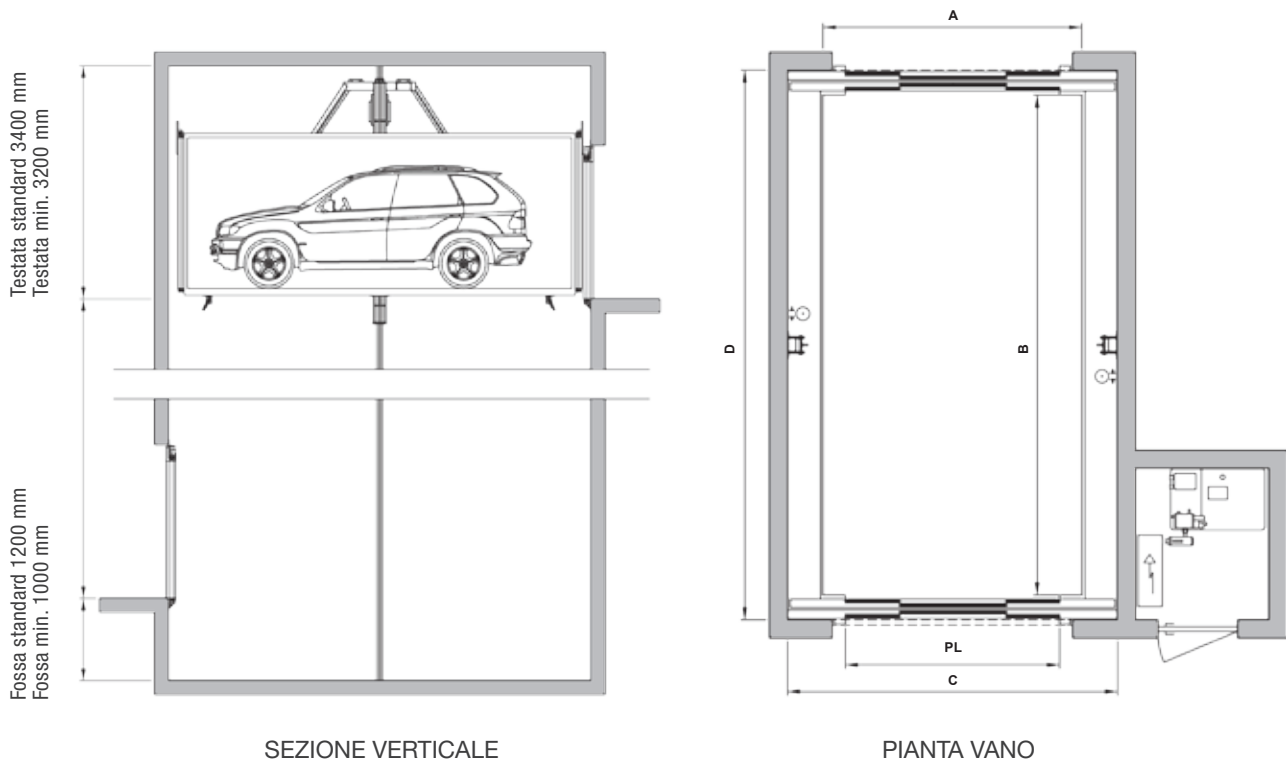 Testata standard 3400 mm
Testata min. 3200 mm
Fossa standard 1200 mm
Fossa min. 1000 mm
SEZIONE VERTICALE
A
D
B
PL
C
PIANTA VANO